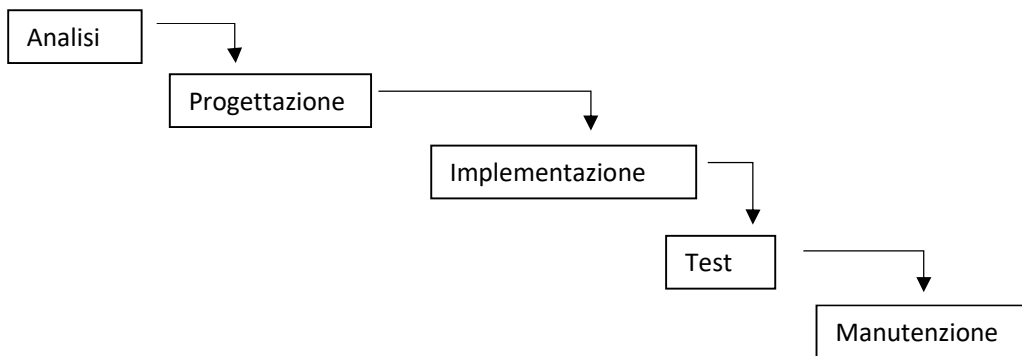 Analisi
Progettazione
Implementazione
Test
Manutenzione